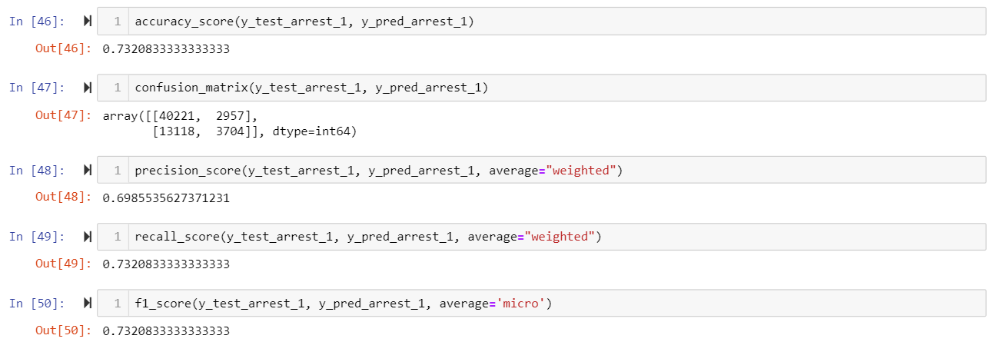 In [46]: 1 accuracy_score(y_test_arrest_1, y_pred_arrest_1)
Out[46]: 0.7320833333333333
In [47]: 1 confusion_matrix(y_test_arrest_1, y_pred_arrest_1)
Out[47]: array([[40221,  2957],
       [13118,  3704]], dtype=int64)
In [48]: 1 precision_score(y_test_arrest_1, y_pred_arrest_1, average="weighted")
Out[48]: 0.6985535627371231
In [49]: 1 recall_score(y_test_arrest_1, y_pred_arrest_1, average="weighted")
Out[49]: 0.7320833333333333
In [50]: 1 f1_score(y_test_arrest_1, y_pred_arrest_1, average='micro')
Out[50]: 0.7320833333333333